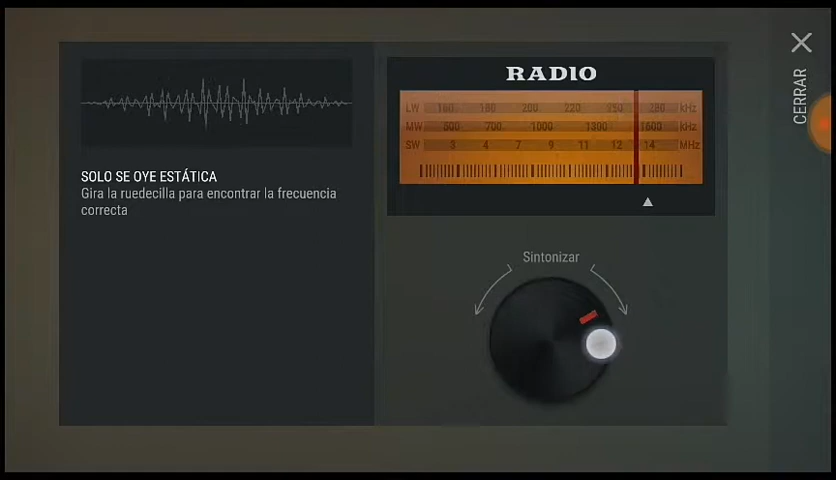 RADIO
LW 160 180 200 220 250 280 kHz
MW 500 700 1000 1300 1600 kHz
SW 3 4 7 9 11 12 14 MHz
CERRAR
SOLO SE OYE ESTÁTICA
Gira la ruedecilla para encontrar la frecuencia
correcta
Sintonizar